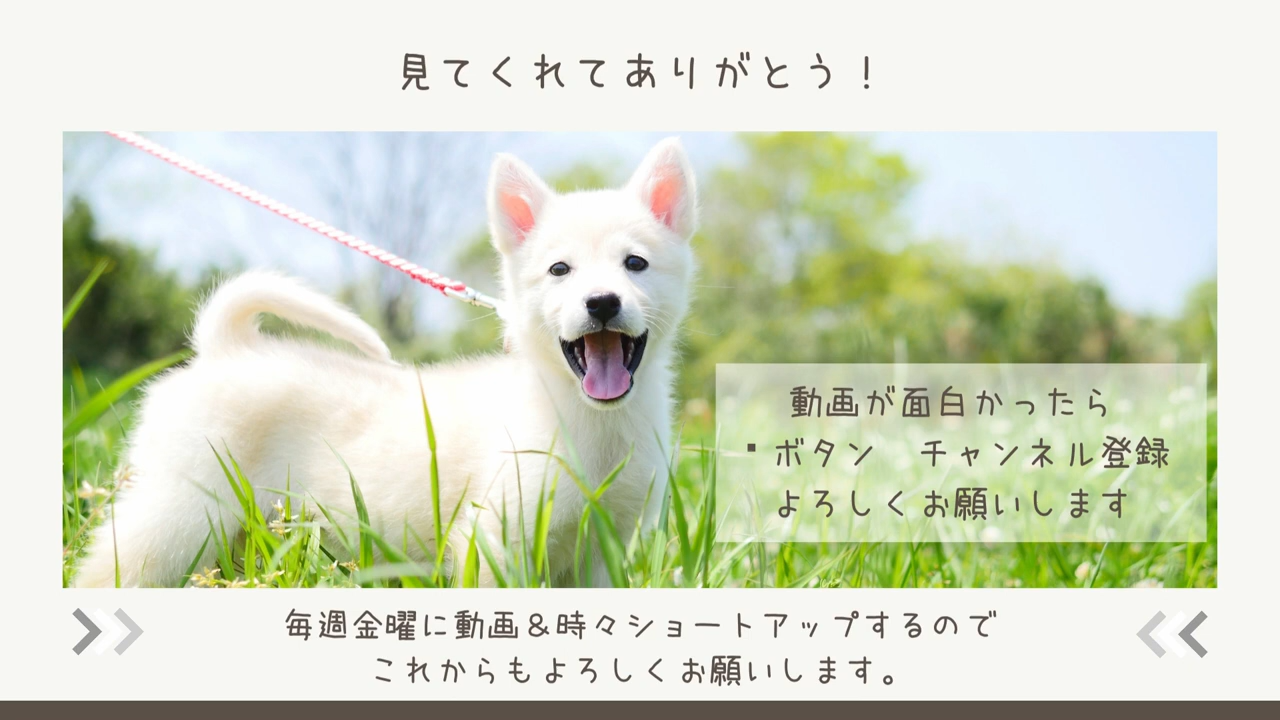 見てくれてありがとう！
動画が面白かったら
▪ボタン　チャンネル登録
よろしくお願いします
毎週金曜に動画＆時々ショートアップするので
これからもよろしくお願いします。